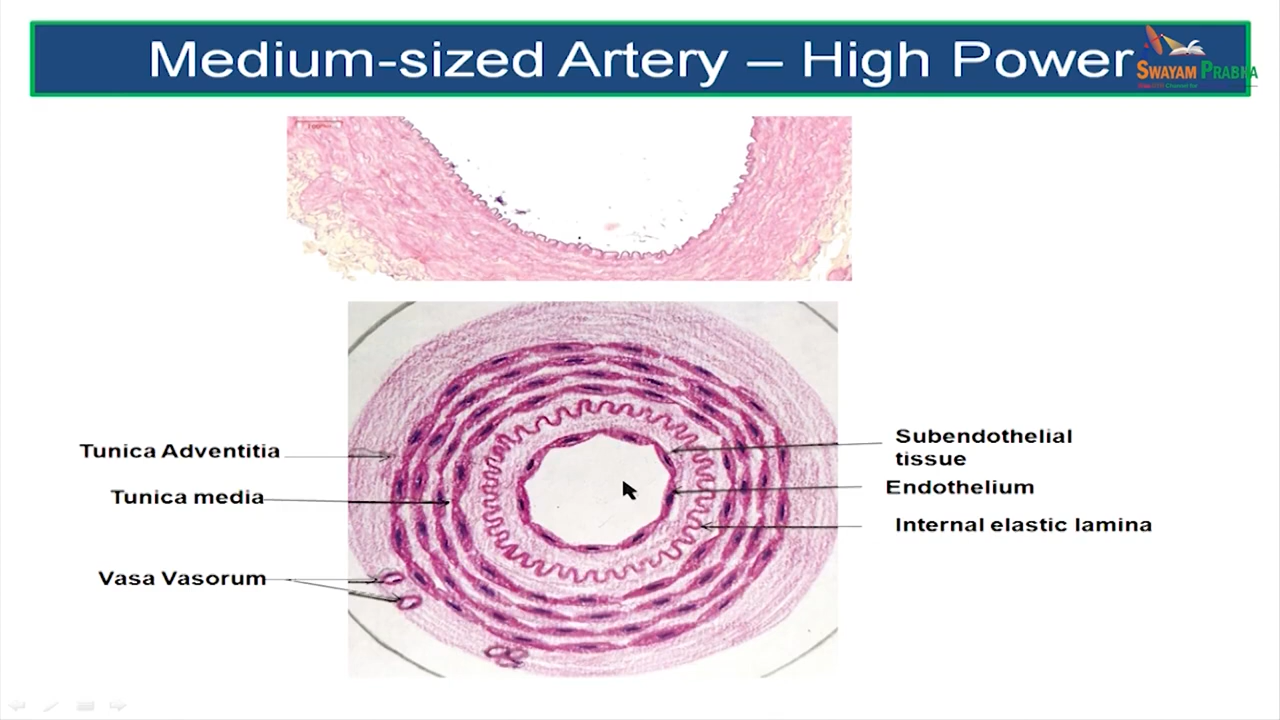 Medium-sized Artery – High Power
SWAYAM PRABHA
Tunica Adventitia
Tunica media
Vasa Vasorum
Subendothelial
tissue
Endothelium
Internal elastic lamina